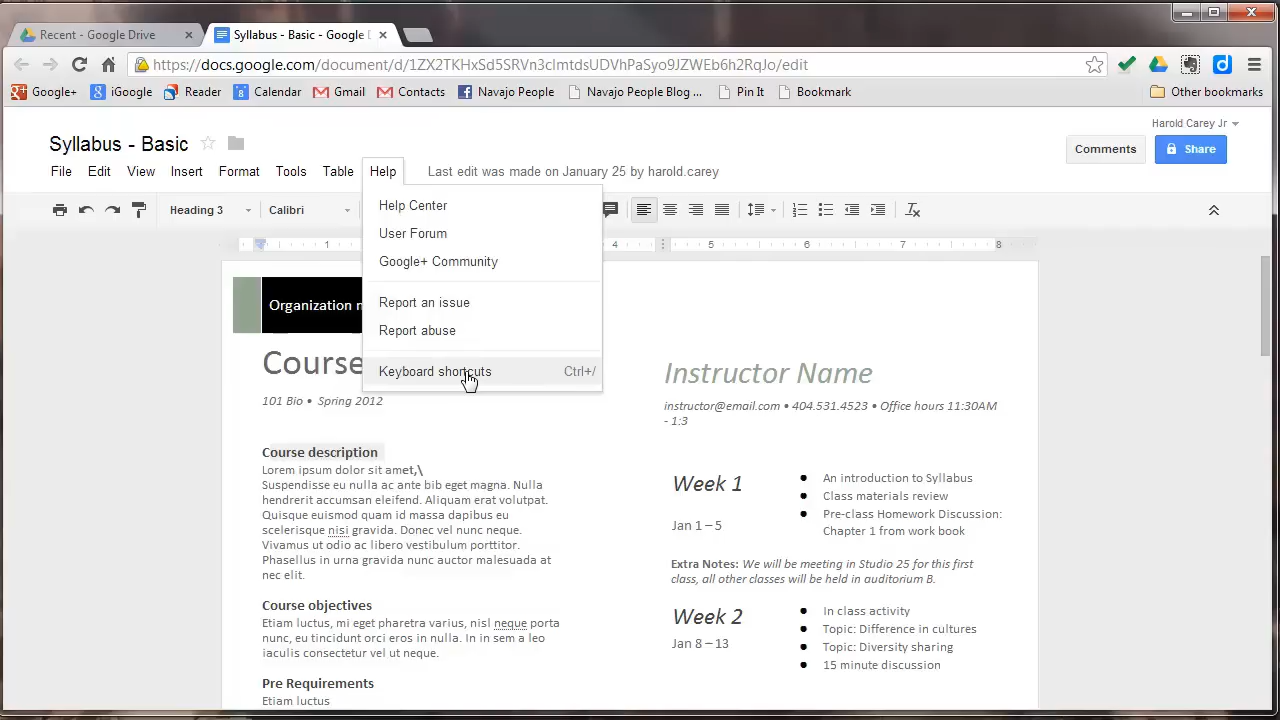 Recent - Google Drive
Syllabus - Basic - Google D
https://docs.google.com/document/d/1ZX2TKHxSd5SRYn3cImtdsUDVhPaSyo9JZWEb6h2RqJo/edit
Google+ iGoogle Reader Calendar Gmail Contacts Navajo People Navajo People Blog ... Pin It Bookmark Other bookmarks
Harold Carey Jr
Syllabus - Basic
Comments Share
File Edit View Insert Format Tools Table Help Last edit was made on January 25 by harold.carey
Heading 3 Calibri
Help Center
User Forum
Google+ Community
Report an issue
Report abuse
Keyboard shortcuts Ctrl+/
1 4 5 6 7 8
Organization n
Course
101 Bio • Spring 2012
Course description
Lorem ipsum dolor sit amet,\
Suspendisse eu nulla ac ante bib eget magna. Nulla
hendrerit accumsan eleifend. Aliquam erat volutpat.
Quisque euismod quam id massa dapibus eu
scelerisque nisi gravida. Donec vel nunc neque.
Vivamus ut odio ac libero vestibulum porttitor.
Phasellus in urna gravida nunc auctor malesuada at
nec elit.
Course objectives
Etiam luctus, mi eget pharetra varius, nisl neque porta
nunc, eu tincidunt orci eros in nulla. In in sem a leo
iaculis consectetur vel ut neque.
Pre Requirements
Etiam luctus
Instructor Name
instructor@email.com • 404.531.4523 • Office hours 11:30AM
- 1:3
Week 1
Jan 1 – 5
● An introduction to Syllabus
● Class materials review
● Pre-class Homework Discussion:
Chapter 1 from work book
Extra Notes: We will be meeting in Studio 25 for this first
class, all other classes will be held in auditorium B.
Week 2
Jan 8 – 13
● In class activity
● Topic: Difference in cultures
● Topic: Diversity sharing
● 15 minute discussion